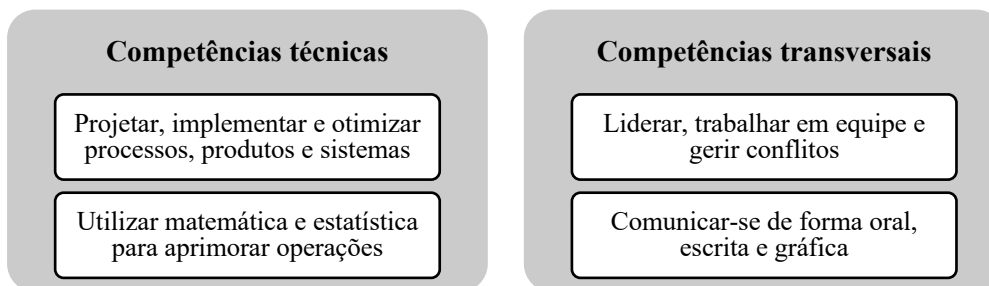 Competências técnicas
Projetar, implementar e otimizar
processos, produtos e sistemas
Utilizar matemática e estatística
para aprimorar operações
Competências transversais
Liderar, trabalhar em equipe e
gerir conflitos
Comunicar-se de forma oral,
escrita e gráfica